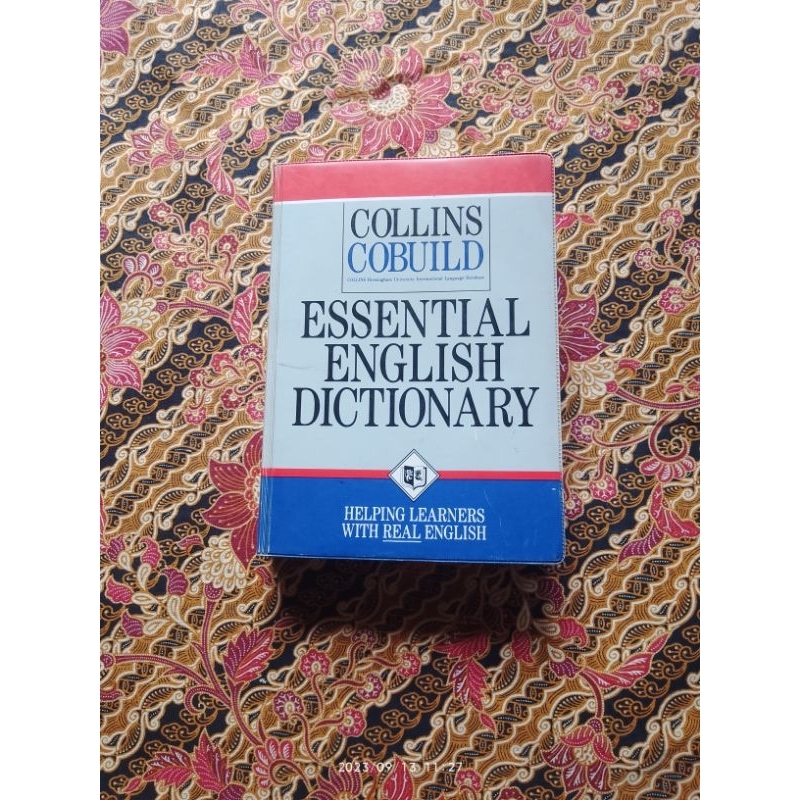 COLLINS
COBUILD
COLLINS Birmingham University International Language Database
ESSENTIAL
ENGLISH
DICTIONARY
HELPING LEARNERS
WITH REAL ENGLISH
2023/09/13 11:27